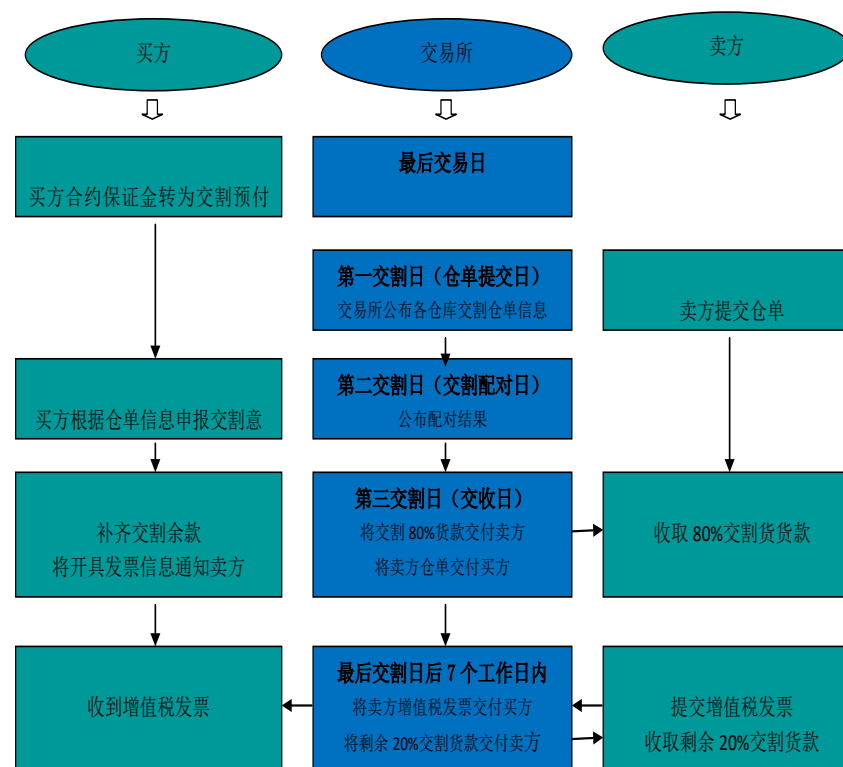 买方
交易所
卖方
最后交易日
买方合约保证金转为交割预付
第一交割日（仓单提交日）
交易所公布各仓库交割仓单信息
卖方提交仓单
第二交割日（交割配对日）
买方根据仓单信息申报交割意
公布配对结果
第三交割日（交收日）
补齐交割余款
将开具发票信息通知卖方
将交割 80%货款交付卖方
将卖方仓单交付买方
收取 80%交割货货款
最后交割日后 7 个工作日内
收到增值税发票
将卖方增值税发票交付买方
将剩余 20%交割货款交付卖方
提交增值税发票
收取剩余 20%交割货款